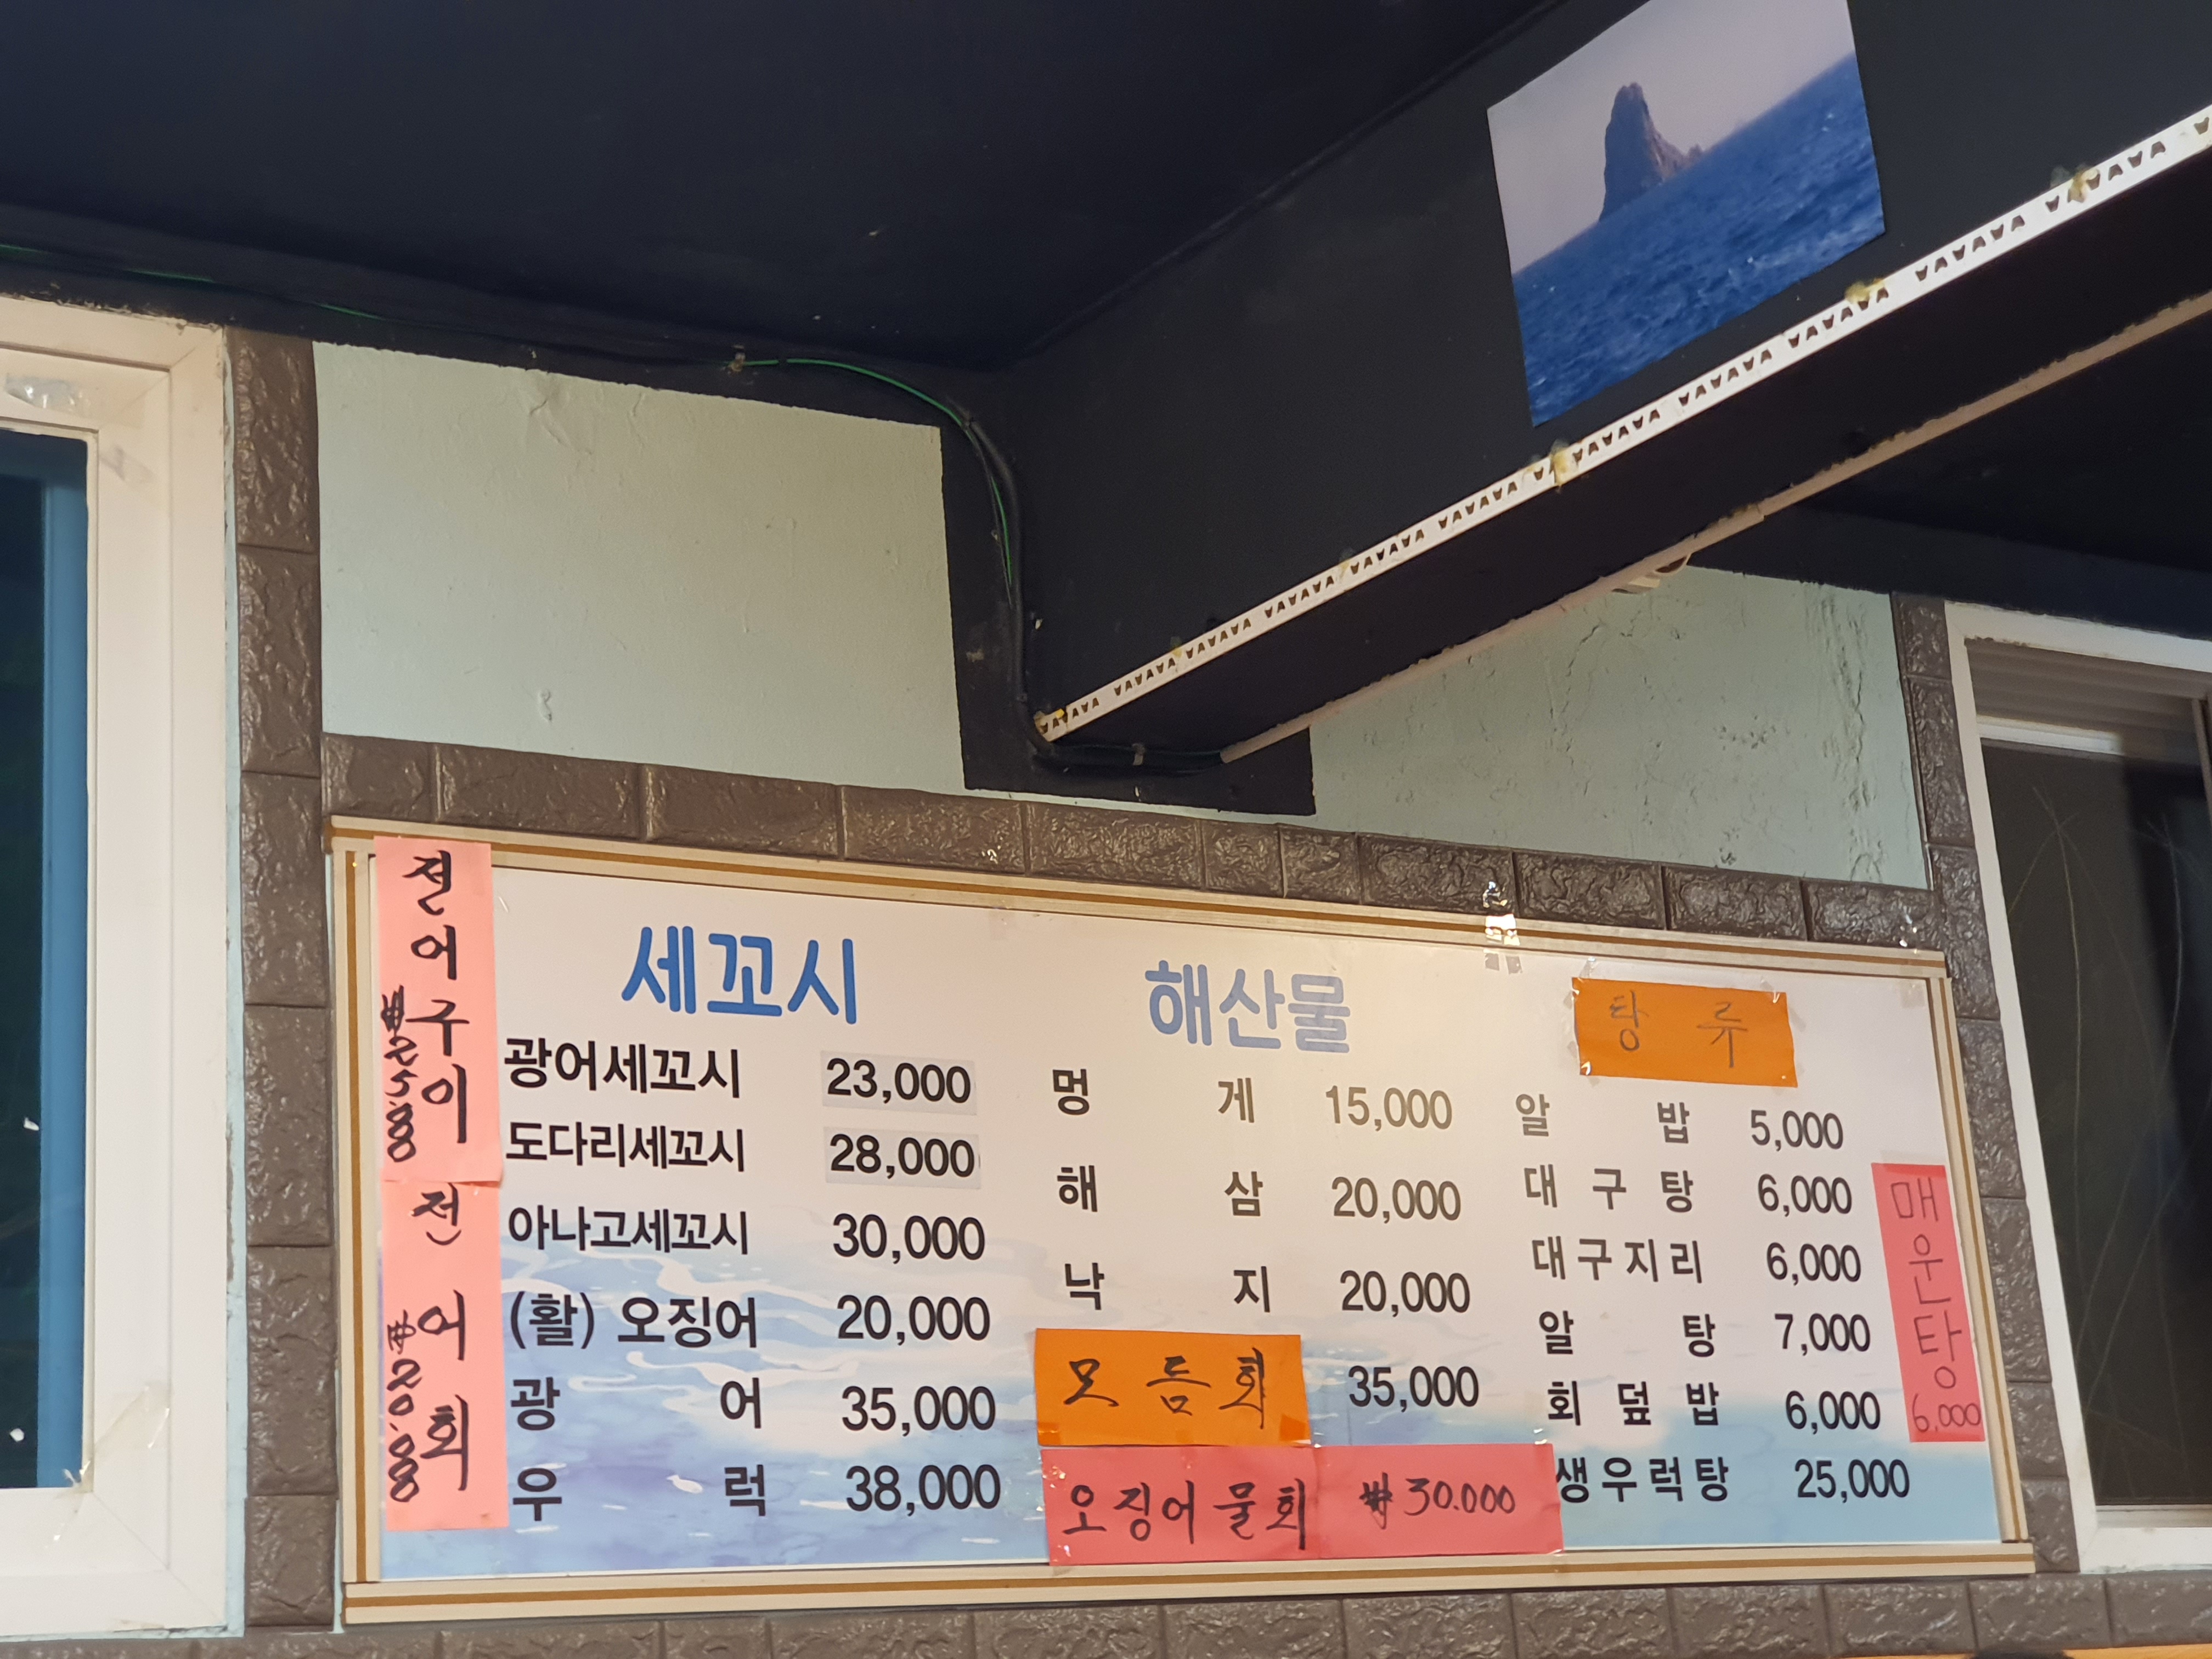 전어구이
₩25,000
전어회
₩20,000
세꼬시
광어세꼬시 23,000
도다리세꼬시 28,000
아나고세꼬시 30,000
(활) 오징어 20,000
광어 35,000
우럭 38,000
해산물
멍게 15,000
해삼 20,000
낙지 20,000
모듬회 35,000
오징어물회 ₩30.000
탕류
알밥 5,000
대구탕 6,000
대구지리 6,000
알탕 7,000
회덮밥 6,000
생우럭탕 25,000
매운탕
6,000